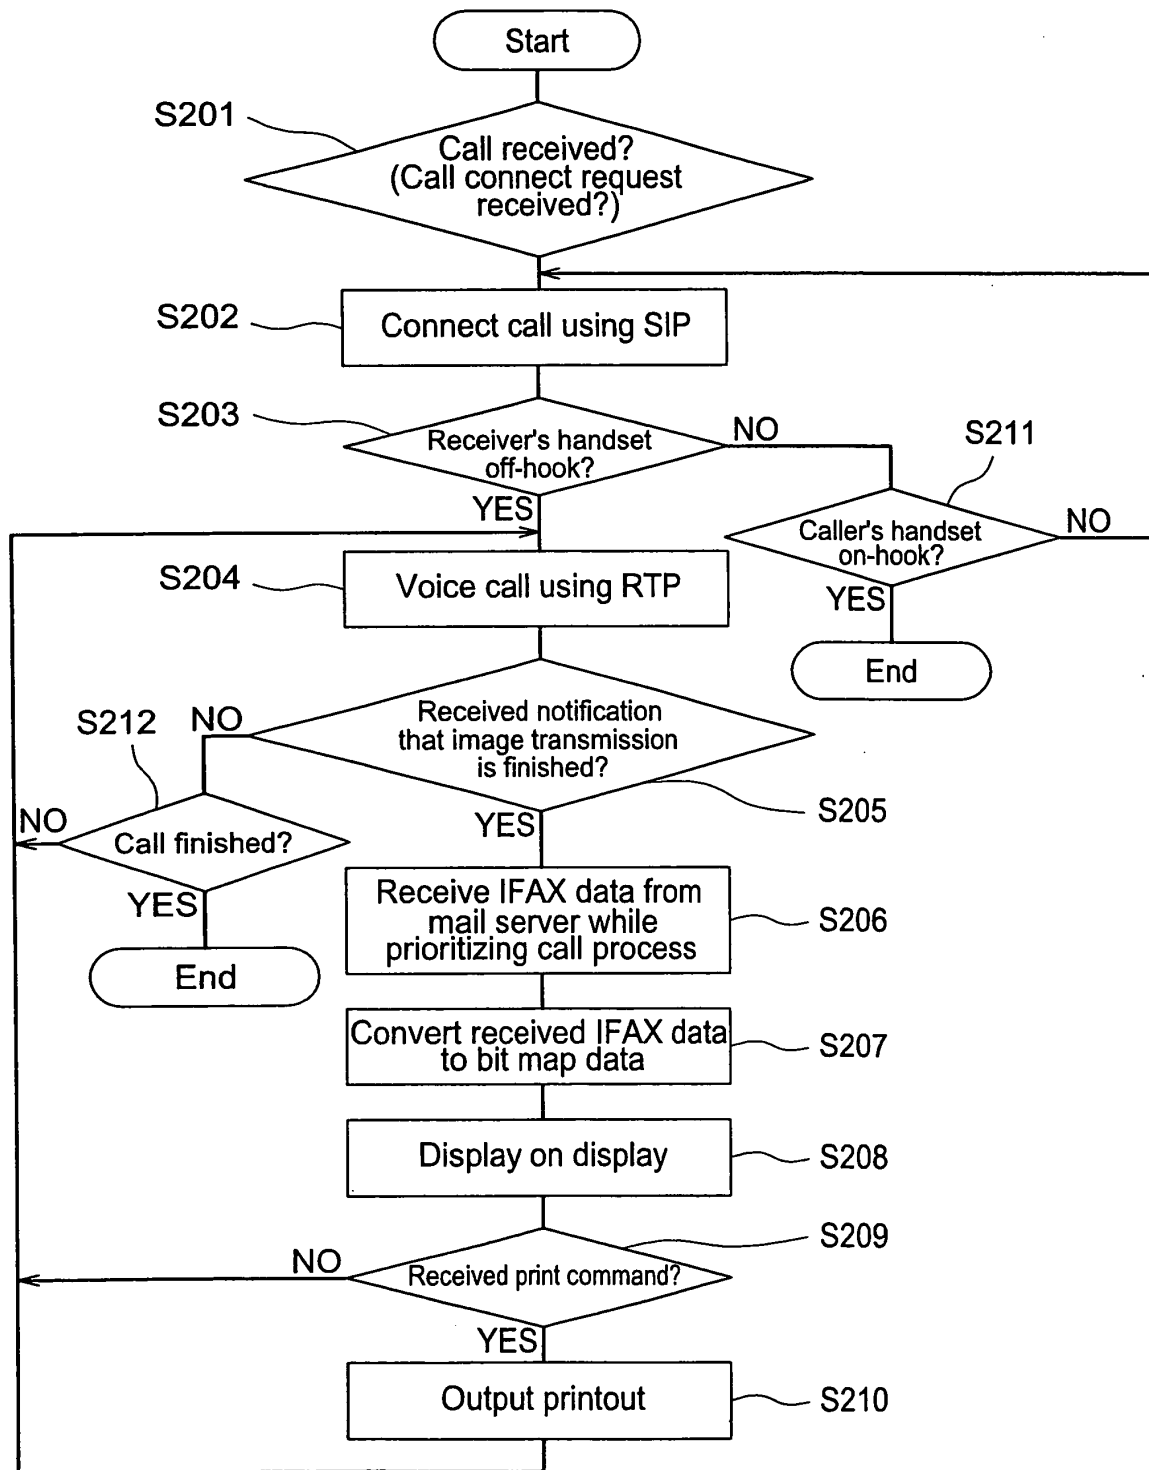 Start
S201
Call received?
(Call connect request
received?)
S202
Connect call using SIP
S203
Receiver's handset
off-hook?
NO
S211
YES
Caller's handset
on-hook?
NO
S204
Voice call using RTP
YES
End
S212
NO
Received notification
that image transmission
is finished?
S205
NO
Call finished?
YES
YES
End
Receive IFAX data from
mail server while
prioritizing call process
S206
Convert received IFAX data
to bit map data
S207
Display on display
S208
S209
NO
Received print command?
YES
Output printout
S210